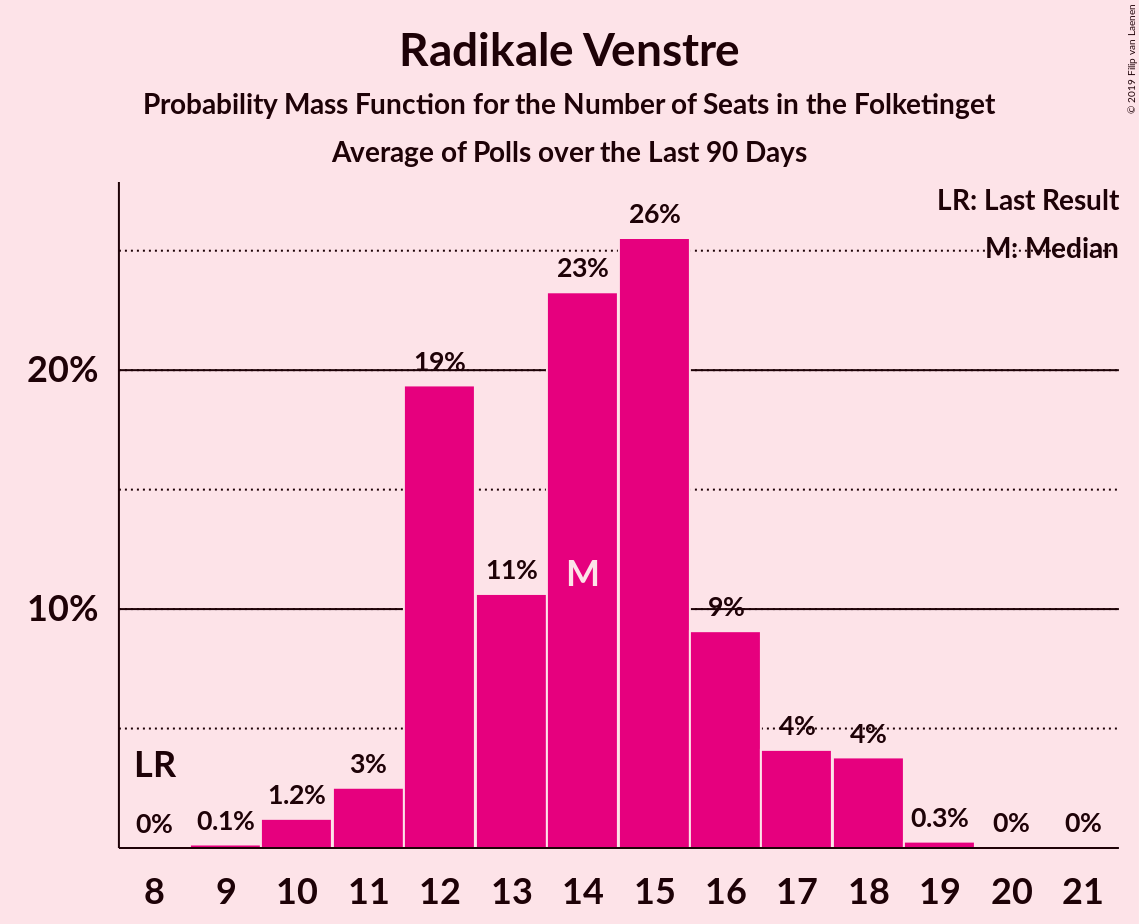 Radikale Venstre
Probability Mass Function for the Number of Seats in the Folketinget
Average of Polls over the Last 90 Days
© 2019 Filip van Laenen
LR: Last Result
M: Median
26%
23%
20%
19%
11%
M
10%
9%
4%
4%
LR
3%
1.2%
0%
0.1%
0.3%
0%
0%
8 9 10 11 12 13 14 15 16 17 18 19 20 21